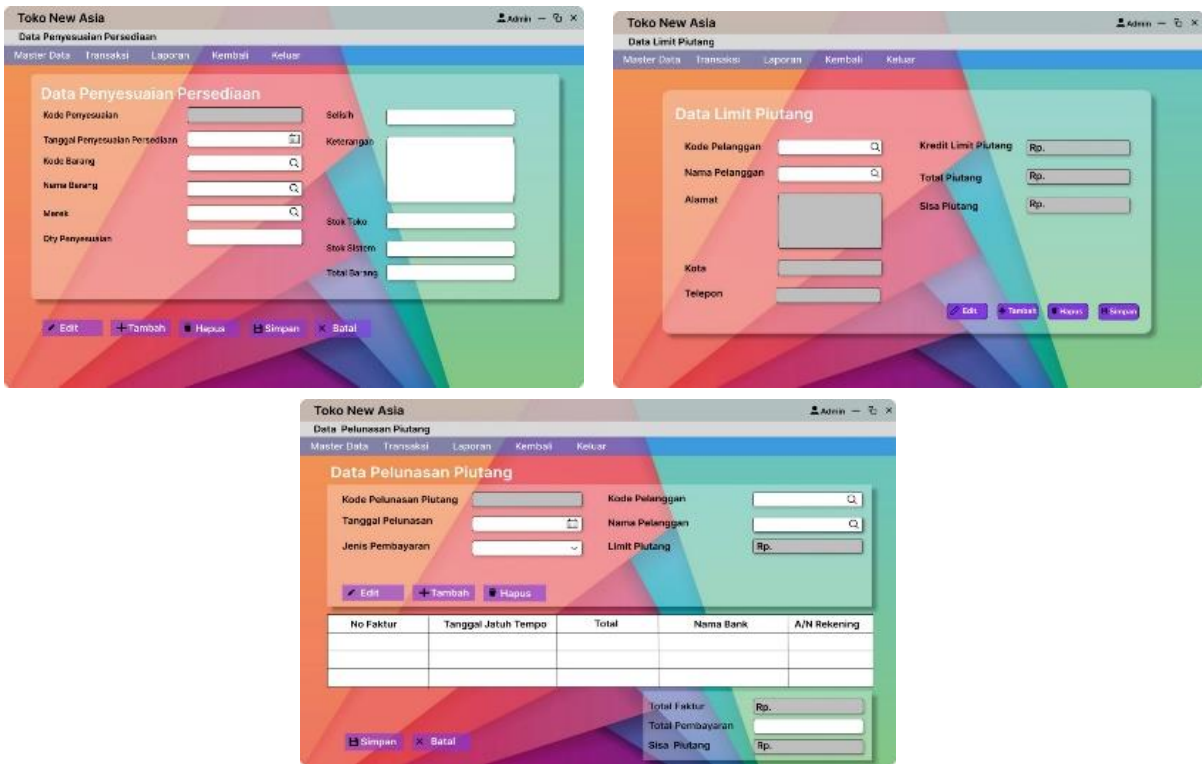 Toko New Asia
Admin
Data Penyesuaian Persediaan
Master Data Transaksi Laporan Kembali Keluar
Data Penyesuaian Persediaan
Kode Penyesuaian
Tanggal Penyesuaian Persediaan
Kode Barang
Nama Barang
Merek
Qty Penyesuaian
Selisih
Keterangan
Stok Toko
Stok Sistem
Total Barang
Edit Tambah Hapus Simpan Batal
Toko New Asia
Admin
Data Limit Piutang
Master Data Transaksi Laporan Kembali Keluar
Data Limit Piutang
Kode Pelanggan
Nama Pelanggan
Alamat
Kota
Telepon
Kredit Limit Piutang Rp.
Total Piutang Rp.
Sisa Piutang Rp.
Edit Tambah Hapus Simpan
Toko New Asia
Admin
Data Pelunasan Piutang
Master Data Transaksi Laporan Kembali Keluar
Data Pelunasan Piutang
Kode Pelunasan Piutang
Tanggal Pelunasan
Jenis Pembayaran
Kode Pelanggan
Nama Pelanggan
Limit Piutang Rp.
Edit Tambah Hapus
No Faktur Tanggal Jatuh Tempo Total Nama Bank A/N Rekening
Total Faktur Rp.
Total Pembayaran
Sisa Piutang Rp.
Simpan Batal